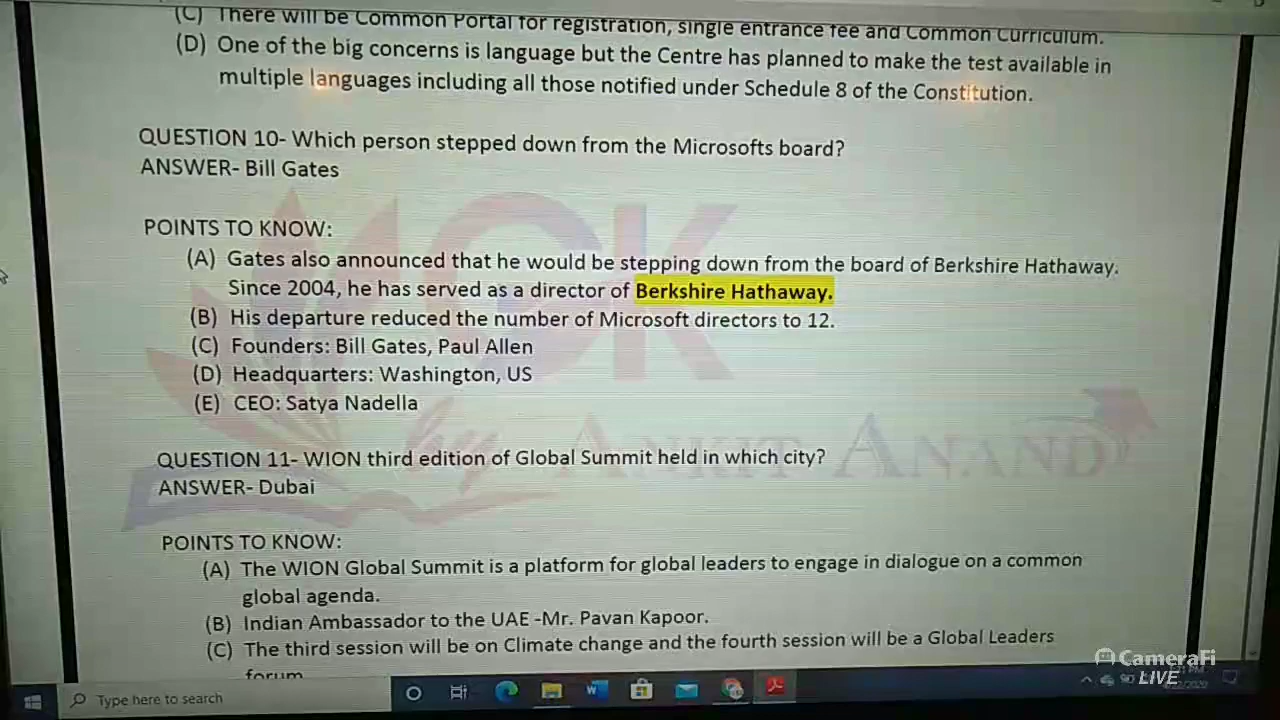 (C) There will be Common Portal for registration, single entrance fee and Common Curriculum.
(D) One of the big concerns is language but the Centre has planned to make the test available in
multiple languages including all those notified under Schedule 8 of the Constitution.
QUESTION 10- Which person stepped down from the Microsofts board?
ANSWER- Bill Gates
POINTS TO KNOW:
(A) Gates also announced that he would be stepping down from the board of Berkshire Hathaway.
Since 2004, he has served as a director of Berkshire Hathaway.
(B) His departure reduced the number of Microsoft directors to 12.
(C) Founders: Bill Gates, Paul Allen
(D) Headquarters: Washington, US
(E) CEO: Satya Nadella
QUESTION 11- WION third edition of Global Summit held in which city?
ANSWER- Dubai
POINTS TO KNOW:
(A) The WION Global Summit is a platform for global leaders to engage in dialogue on a common
global agenda.
(B) Indian Ambassador to the UAE -Mr. Pavan Kapoor.
(C) The third session will be on Climate change and the fourth session will be a Global Leaders
forum
OK
by ANKIT ANAND
CameraFi
LIVE
Type here to search